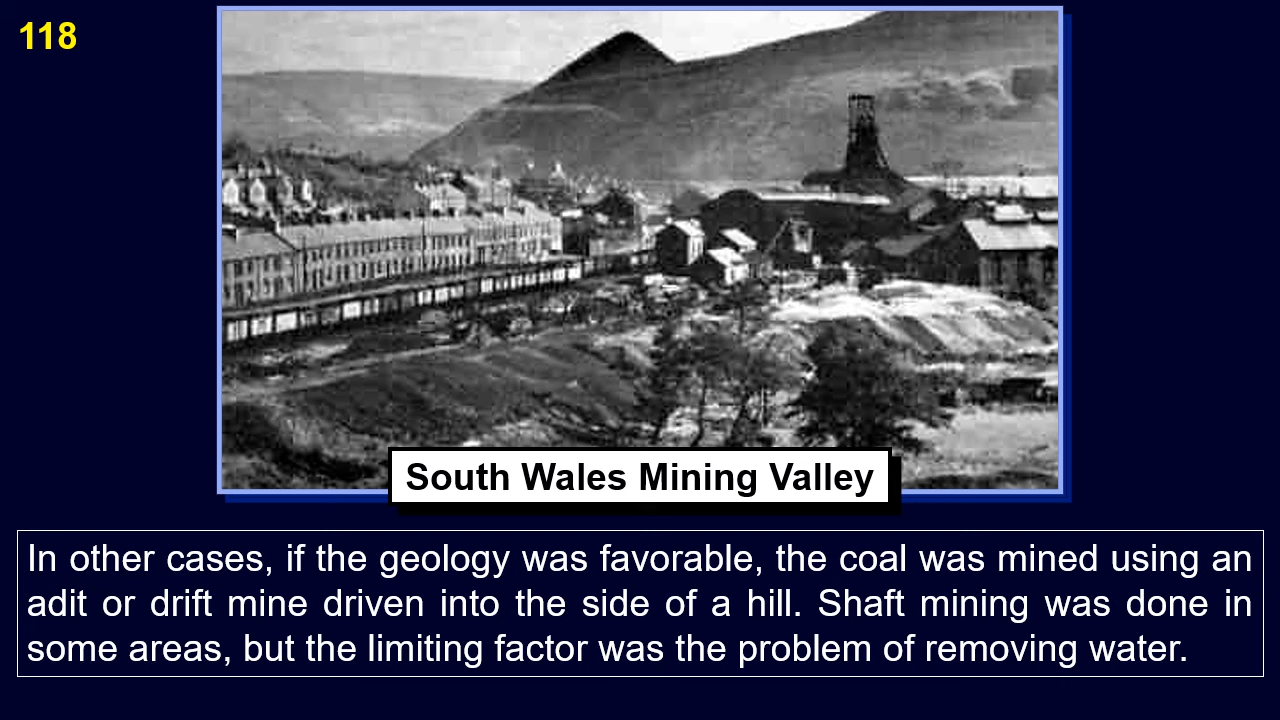 118
South Wales Mining Valley
In other cases, if the geology was favorable, the coal was mined using an
adit or drift mine driven into the side of a hill. Shaft mining was done in
some areas, but the limiting factor was the problem of removing water.